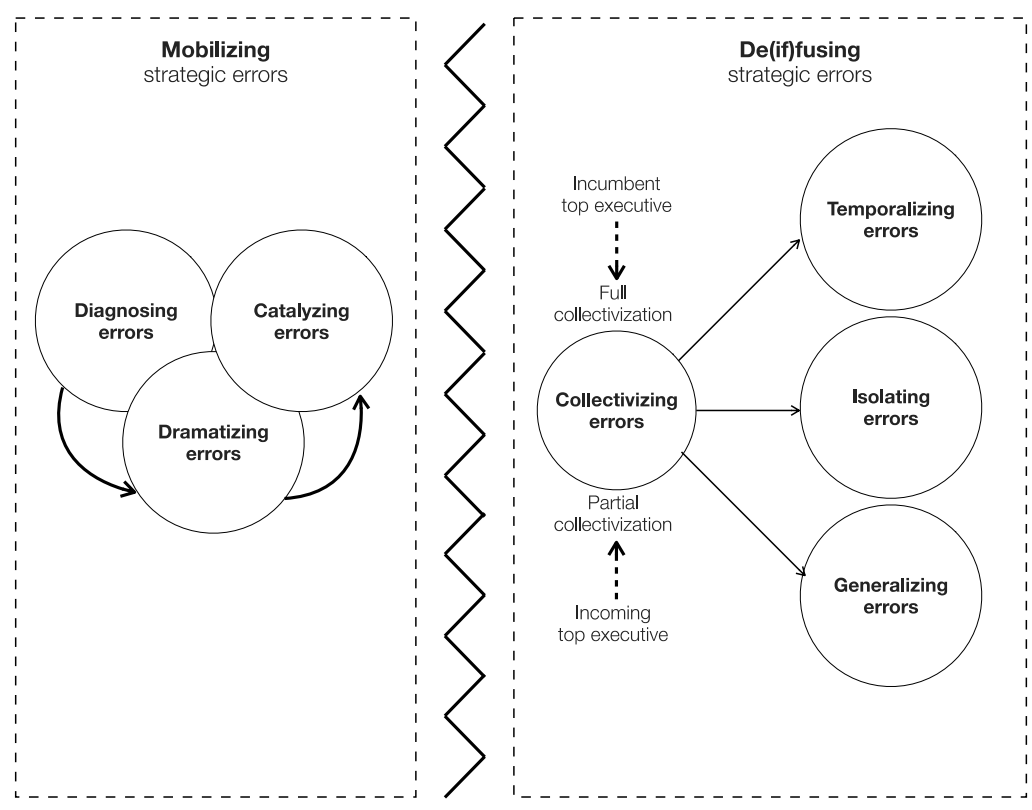 Mobilizing
strategic errors
Diagnosing
errors
Catalyzing
errors
Dramatizing
errors
De(if)fusing
strategic errors
Incumbent
top executive
Full
collectivization
Collectivizing
errors
Partial
collectivization
Incoming
top executive
Temporalizing
errors
Isolating
errors
Generalizing
errors